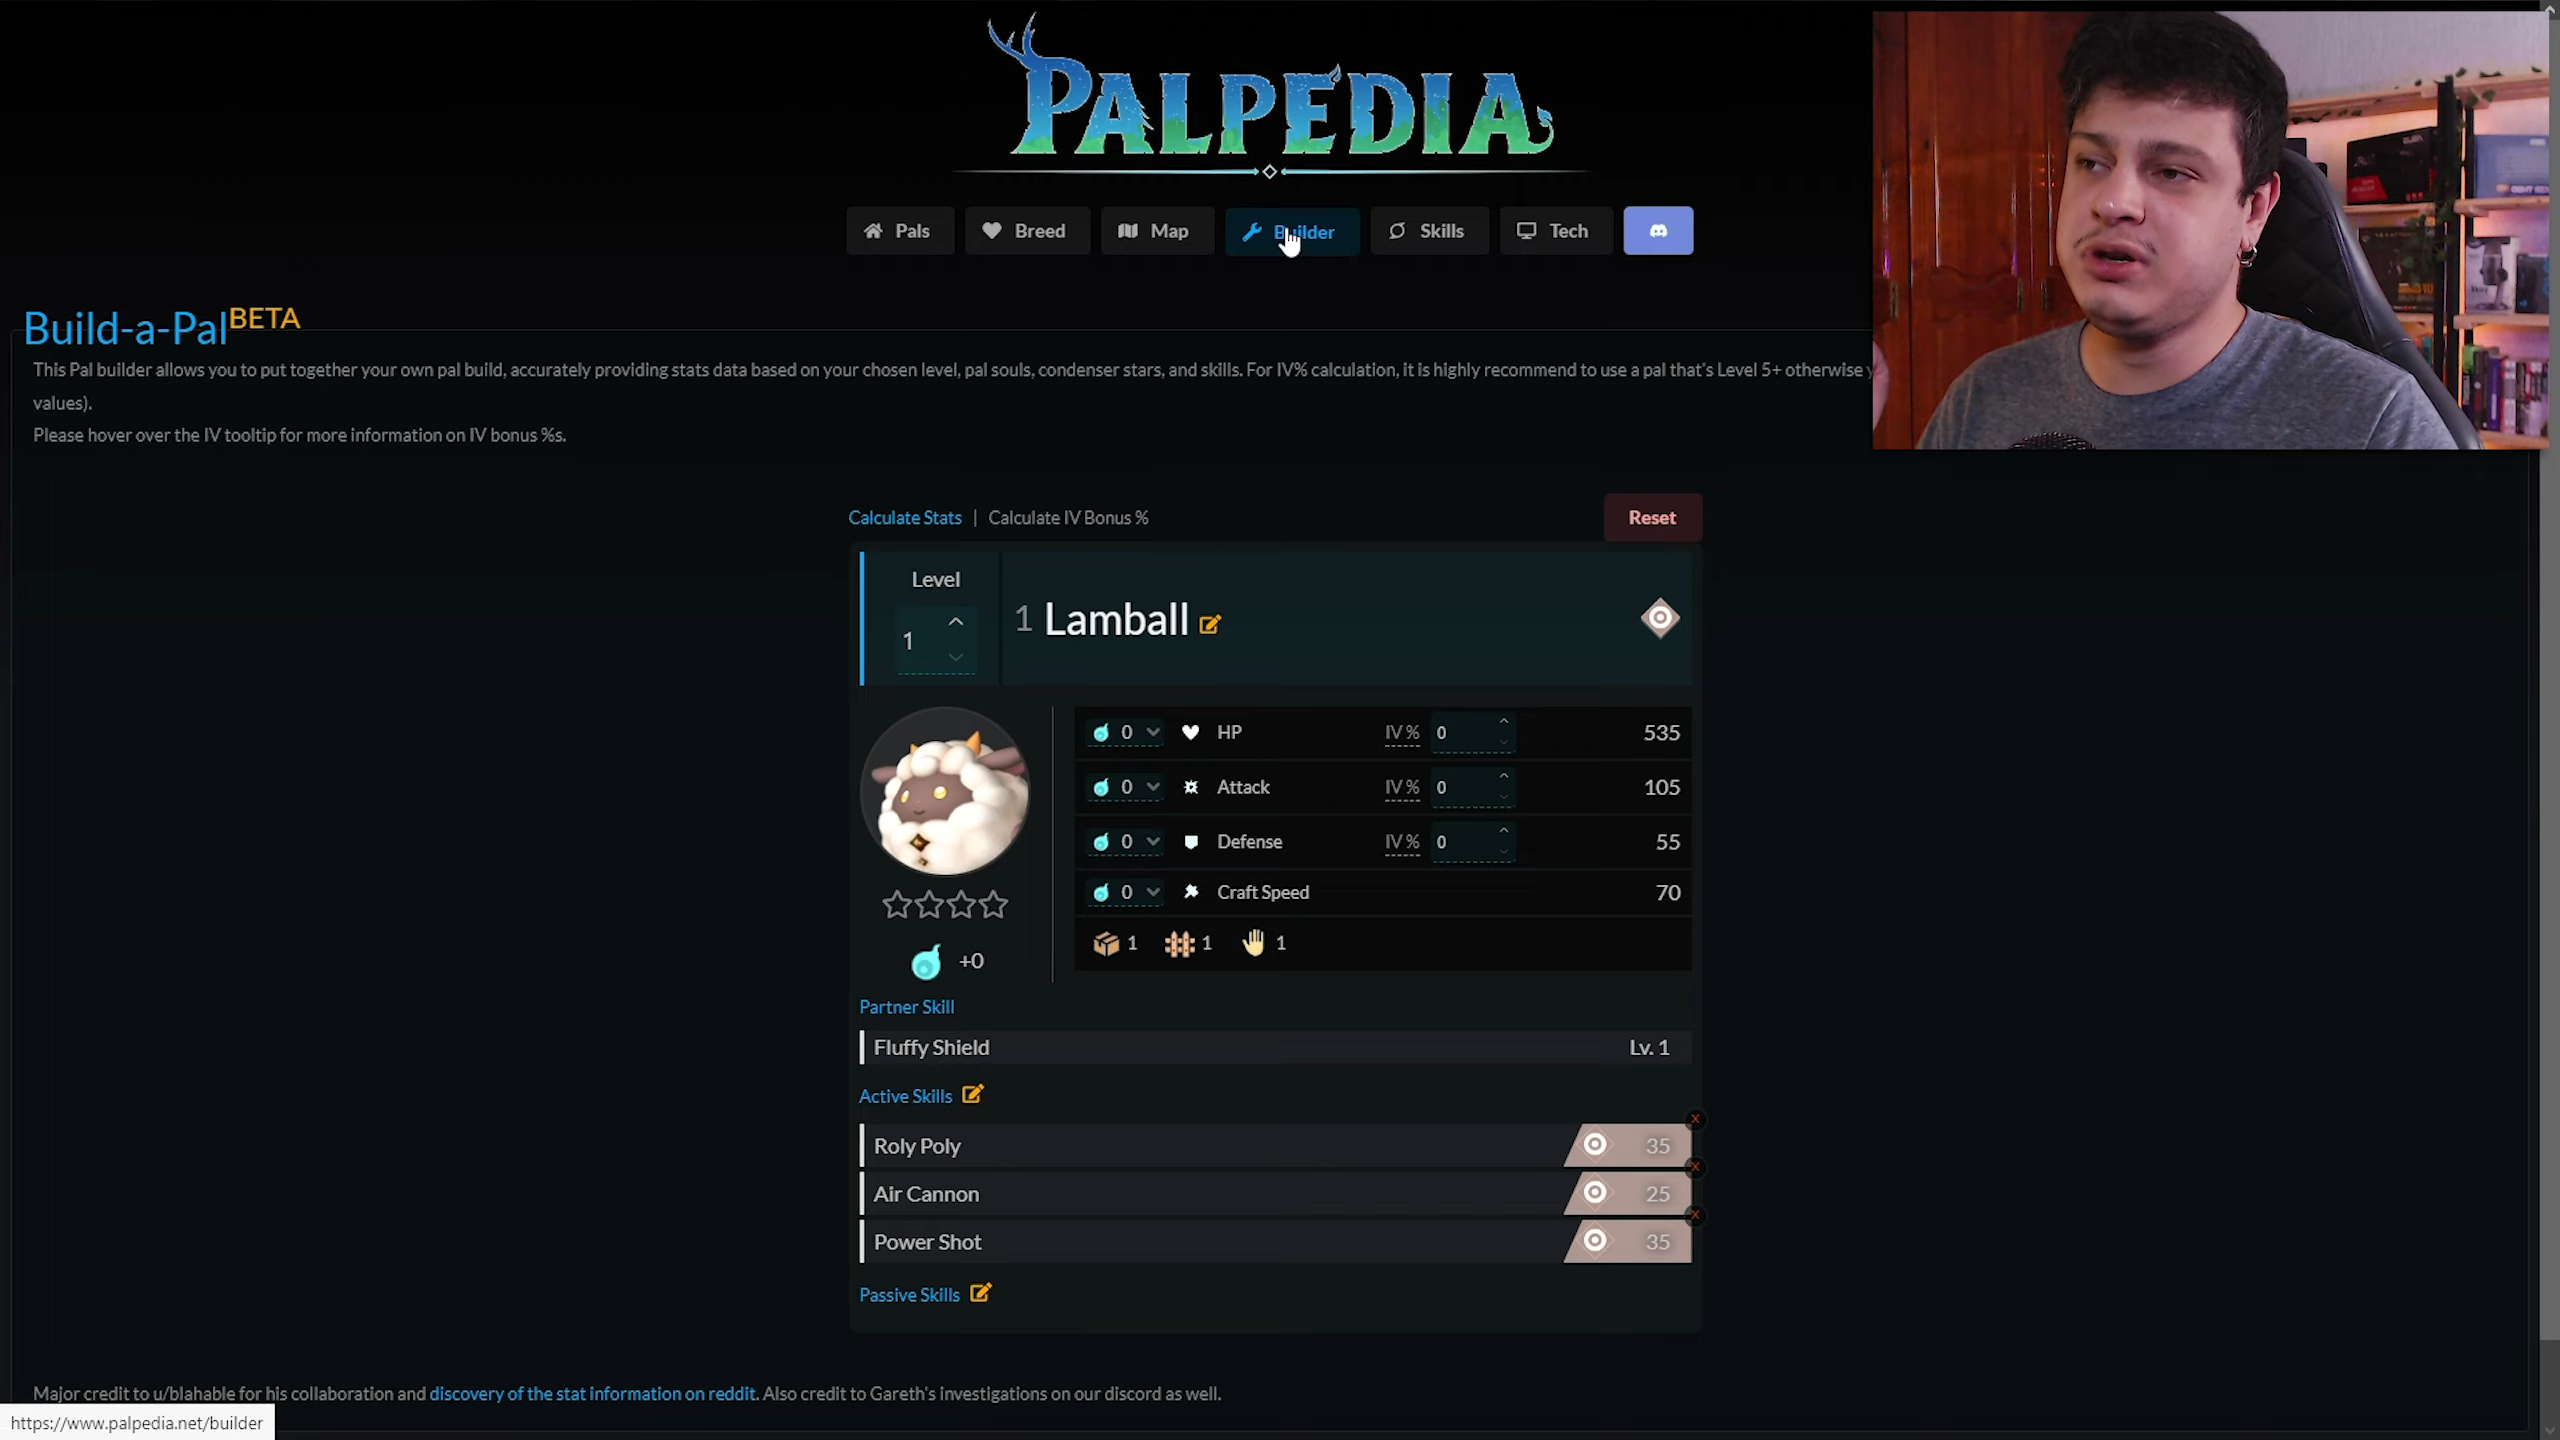 PALPEDIA
Pals Breed Map Builder Skills Tech
Build-a-Pal BETA
This Pal builder allows you to put together your own pal build, accurately providing stats data based on your chosen level, pal souls, condenser stars, and skills. For IV% calculation, it is highly recommend to use a pal that's Level 5+ otherwise
values).
Please hover over the IV tooltip for more information on IV bonus %s.
Calculate Stats | Calculate IV Bonus % Reset
Level
1
1 Lamball
0 HP IV % 0 535
0 Attack IV % 0 105
0 Defense IV % 0 55
0 Craft Speed 70
1 1 1
+0
Partner Skill
Fluffy Shield Lv. 1
Active Skills
Roly Poly 35 x
Air Cannon 25 x
Power Shot 35 x
Passive Skills
Major credit to u/blahable for his collaboration and discovery of the stat information on reddit. Also credit to Gareth's investigations on our discord as well.
https://www.palpedia.net/builder